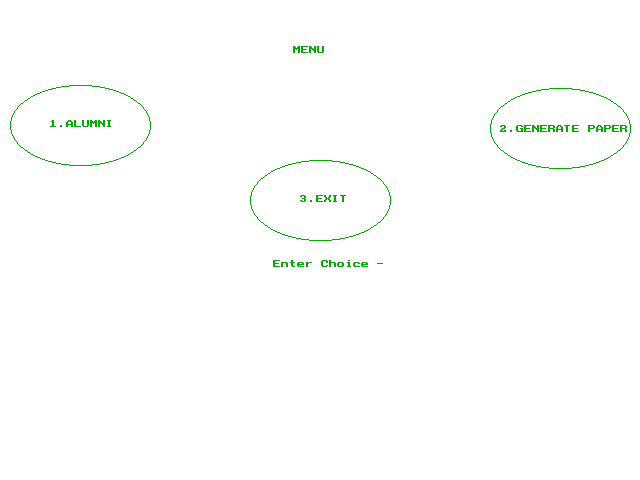 MENU
1.ALUMNI
2.GENERATE PAPER
3.EXIT
Enter Choice -